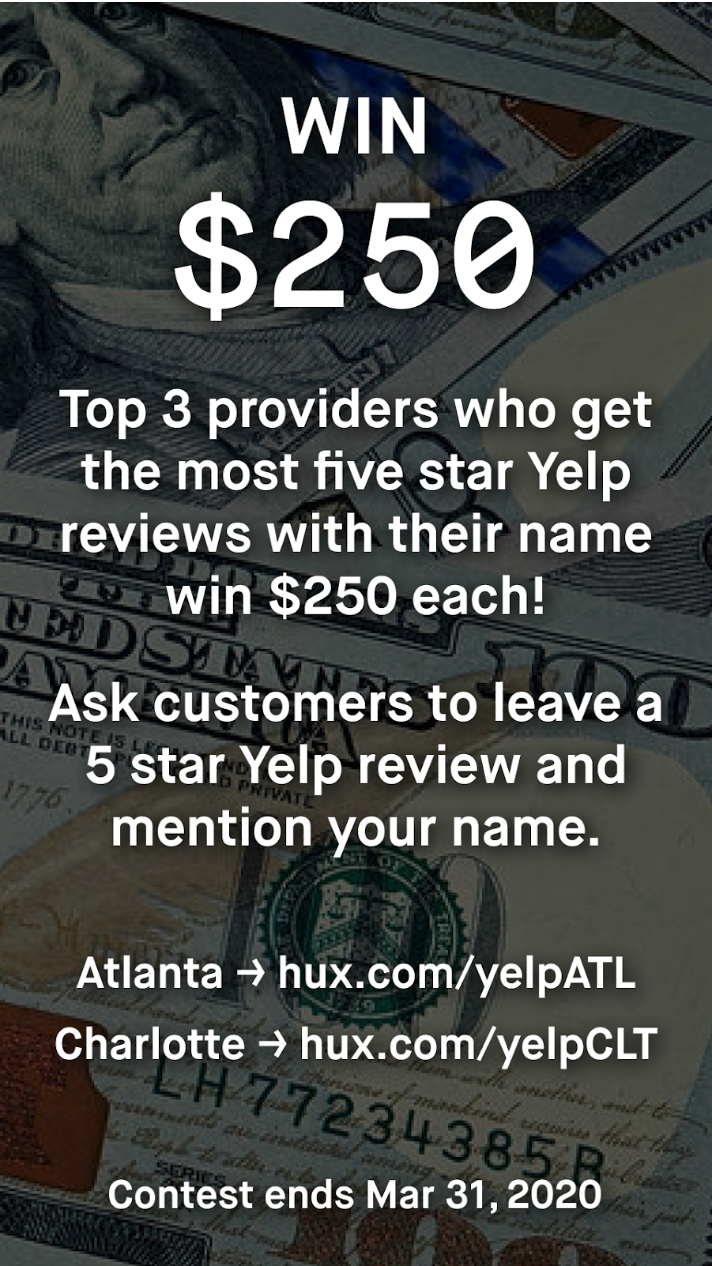 WIN
$250
Top 3 providers who get
the most five star Yelp
reviews with their name
win $250 each!
Ask customers to leave a
5 star Yelp review and
mention your name.
Atlanta → hux.com/yelpATL
Charlotte → hux.com/yelpCLT
LH77234385B
SERIES
Contest ends Mar 31, 2020